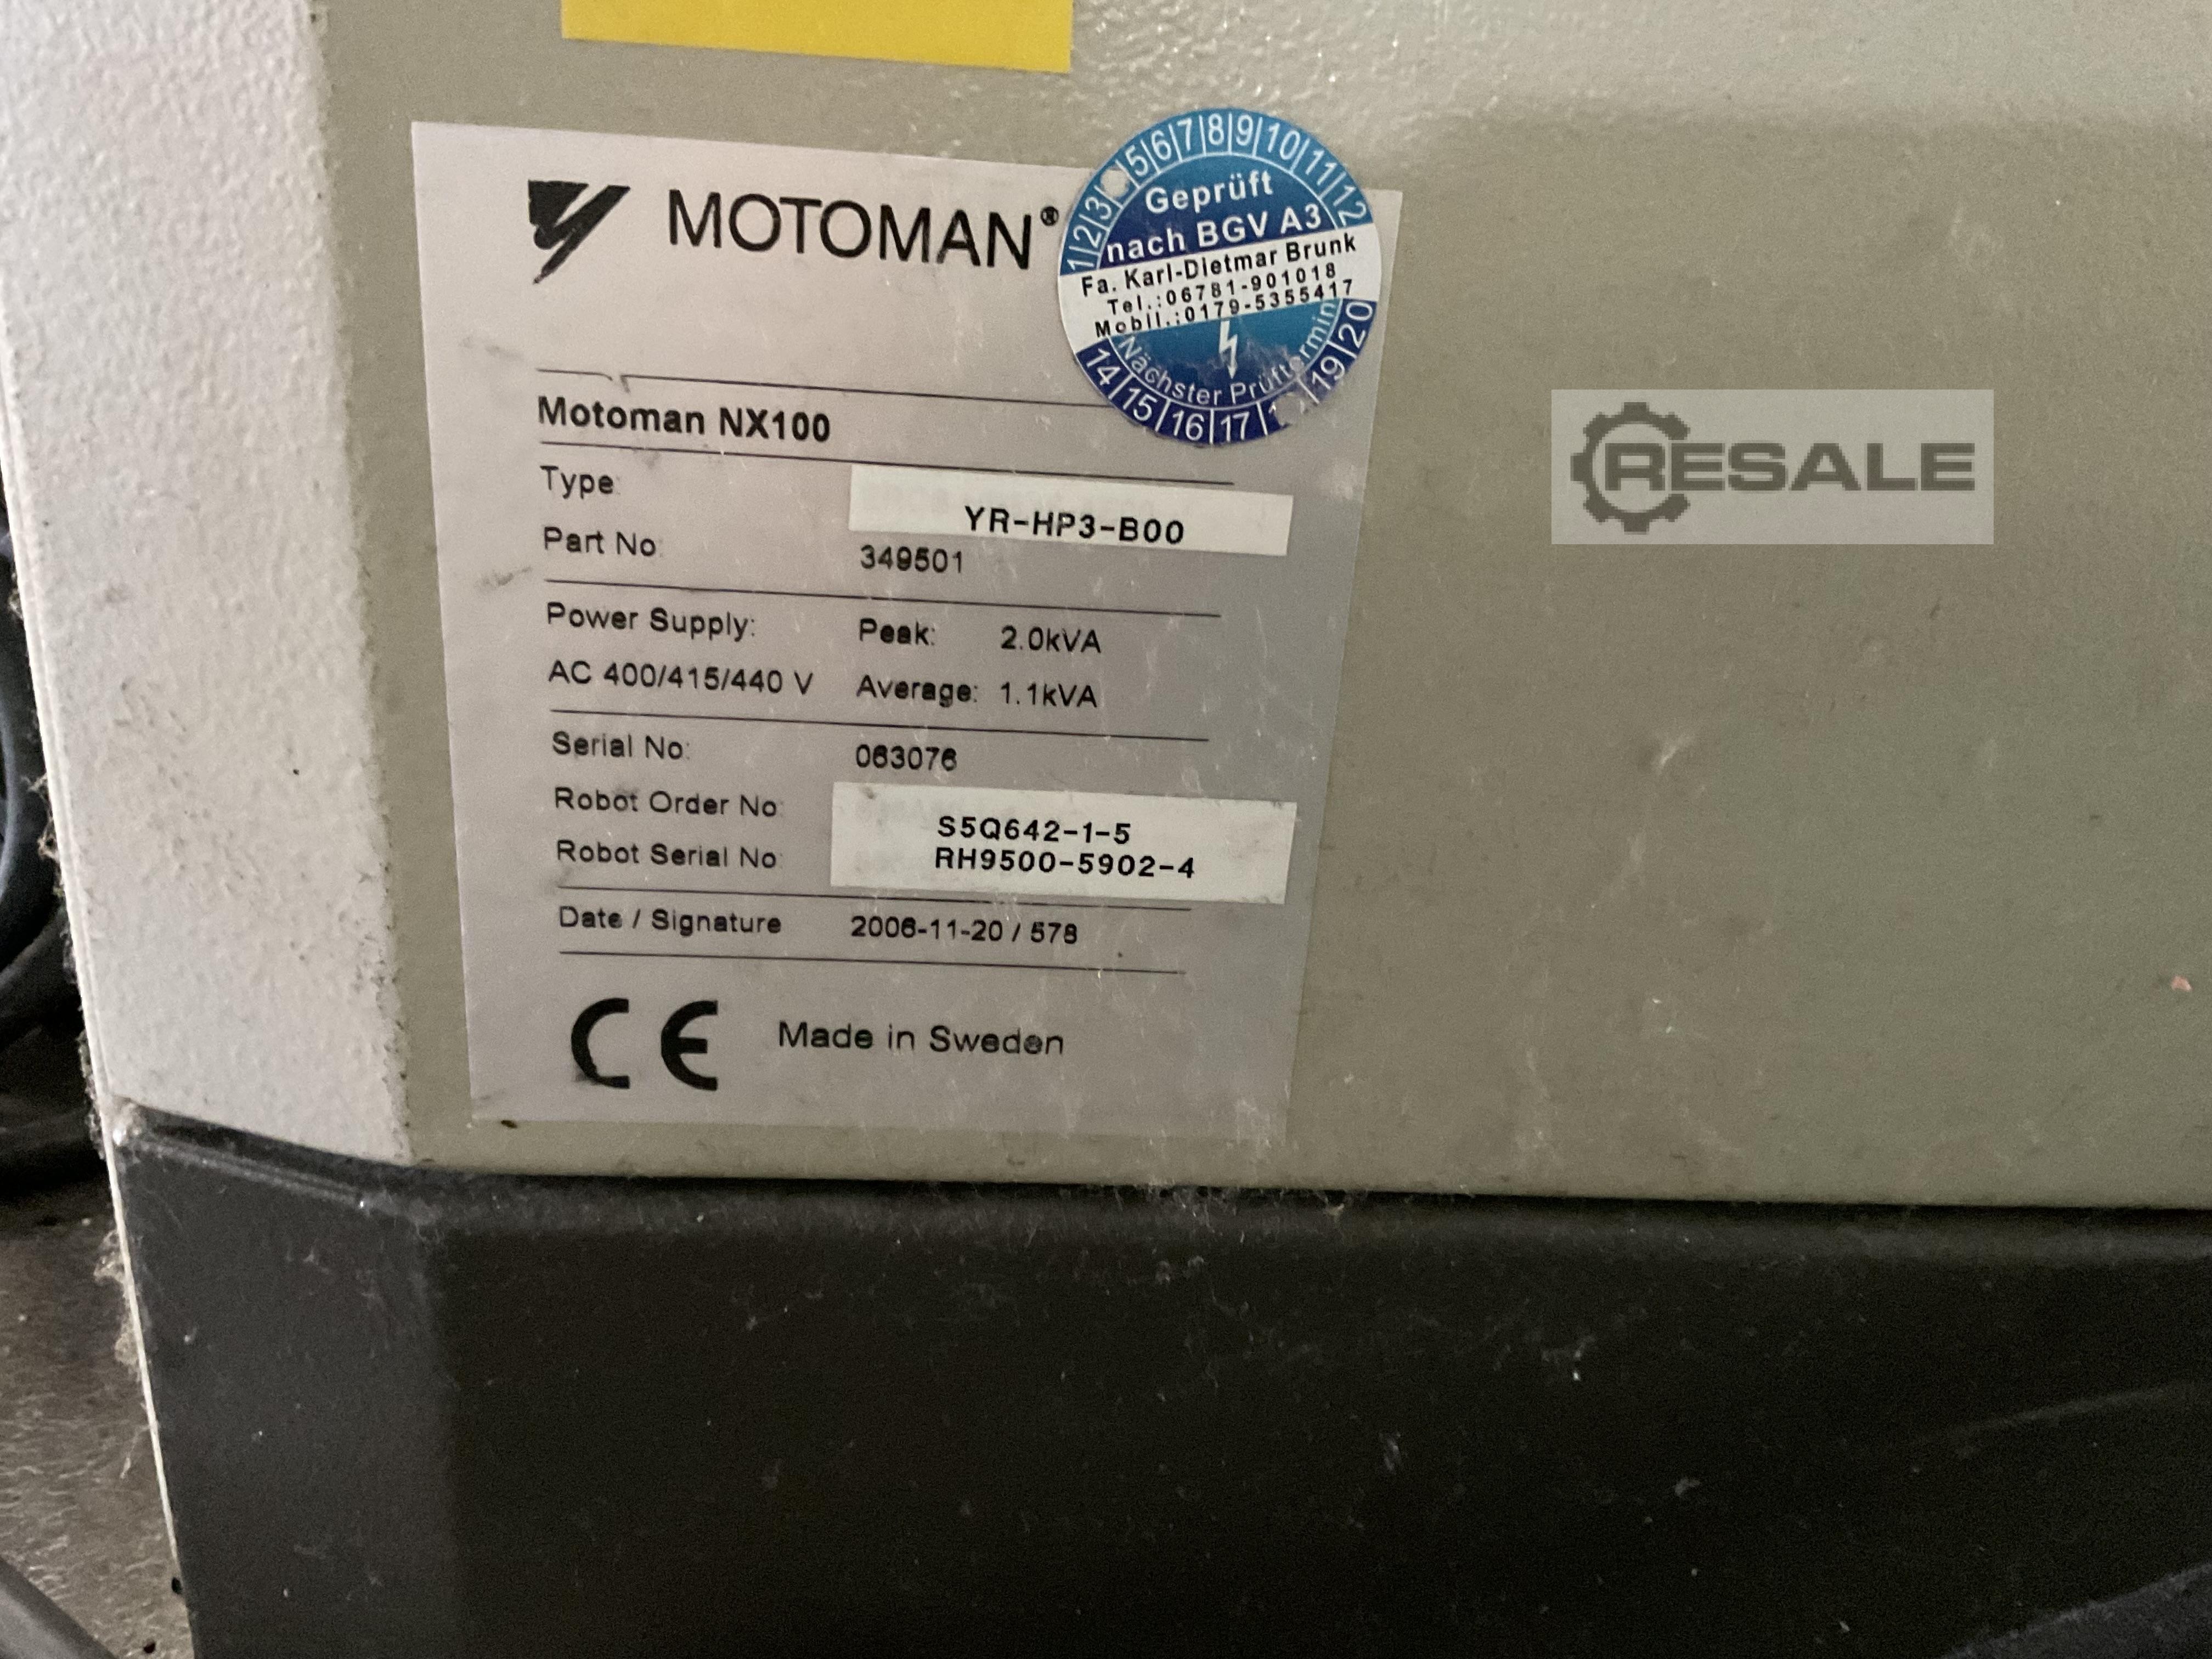 MOTOMAN®
5|6|7|8|9|10|11|12
1|2|3
Geprüft
nach BGV A3
Fa. Karl-Dietmar Brunk
Tel.:06781-901018
Mobil.:0179-5355417
Nächster Prüftermin
14|15|16|17|
19|20
Motoman NX100
Type: YR-HP3-B00
Part No: 349501
Power Supply: Peak: 2.0kVA
AC 400/415/440 V Average: 1.1kVA
Serial No: 063076
Robot Order No: S5Q642-1-5
Robot Serial No: RH9500-5902-4
Date / Signature 2006-11-20 / 578
CE Made in Sweden
RESALE